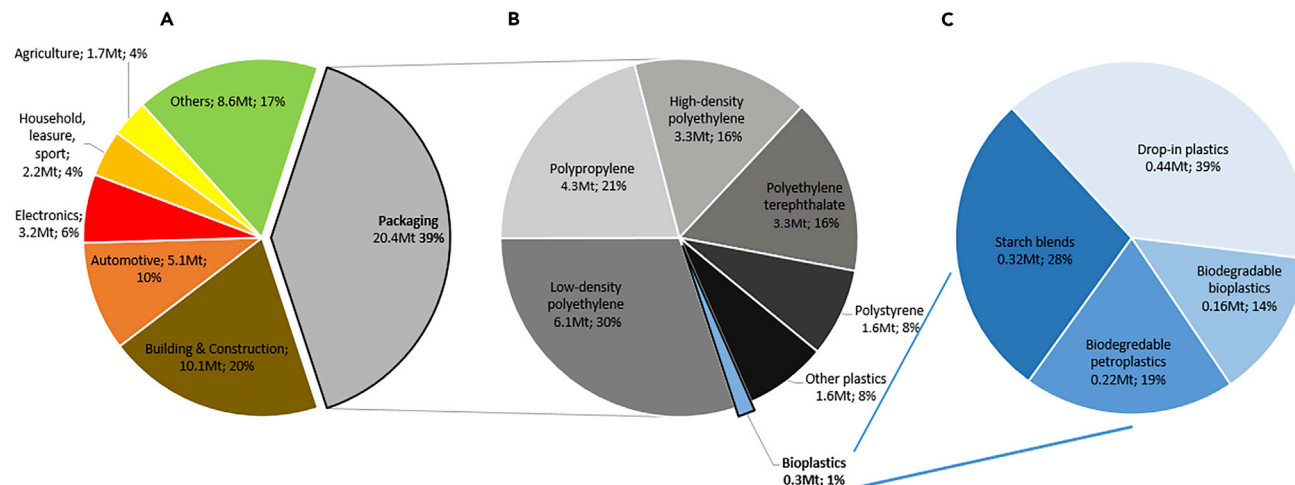 A
Agriculture; 1.7Mt; 4%
Others; 8.6Mt; 17%
Household,
leasure,
sport;
2.2Mt; 4%
Electronics;
3.2Mt; 6%
Automotive; 5.1Mt;
10%
Building & Construction;
10.1Mt; 20%
Packaging
20.4Mt 39%
B
High-density
polyethylene
3.3Mt; 16%
Polypropylene
4.3Mt; 21%
Polyethylene
terephthalate
3.3Mt; 16%
Low-density
polyethylene
6.1Mt; 30%
Polystyrene
1.6Mt; 8%
Other plastics
1.6Mt; 8%
Bioplastics
0.3Mt; 1%
C
Drop-in plastics
0.44Mt; 39%
Starch blends
0.32Mt; 28%
Biodegradable
bioplastics
0.16Mt; 14%
Biodegredable
petroplastics
0.22Mt; 19%